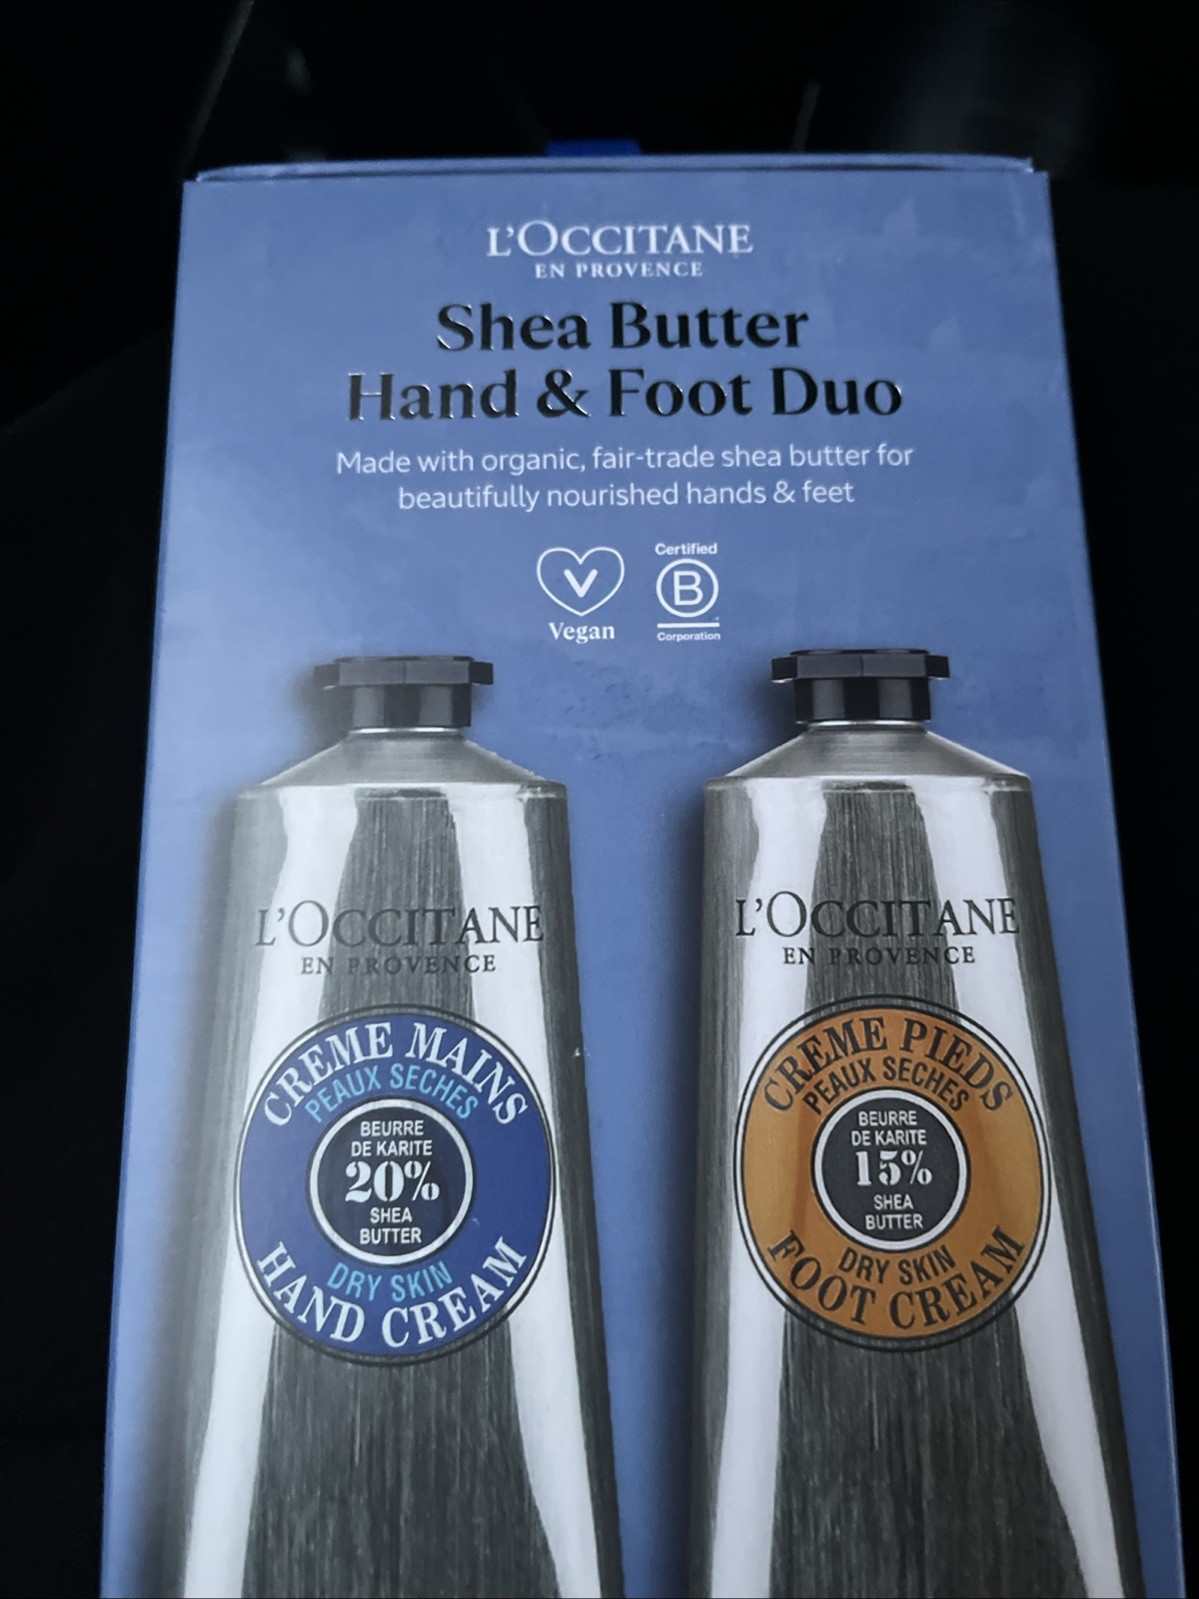 L'OCCITANE
EN PROVENCE
Shea Butter
Hand & Foot Duo
Made with organic, fair-trade shea butter for
beautifully nourished hands & feet
V
Vegan
Certified
B
Corporation
L'OCCITANE
EN PROVENCE
CREME MAINS
PEAUX SECHES
BEURRE
DE KARITE
20%
SHEA
BUTTER
DRY SKIN
HAND CREAM
L'OCCITANE
EN PROVENCE
CREME PIEDS
PEAUX SECHES
BEURRE
DE KARITE
15%
SHEA
BUTTER
DRY SKIN
FOOT CREAM